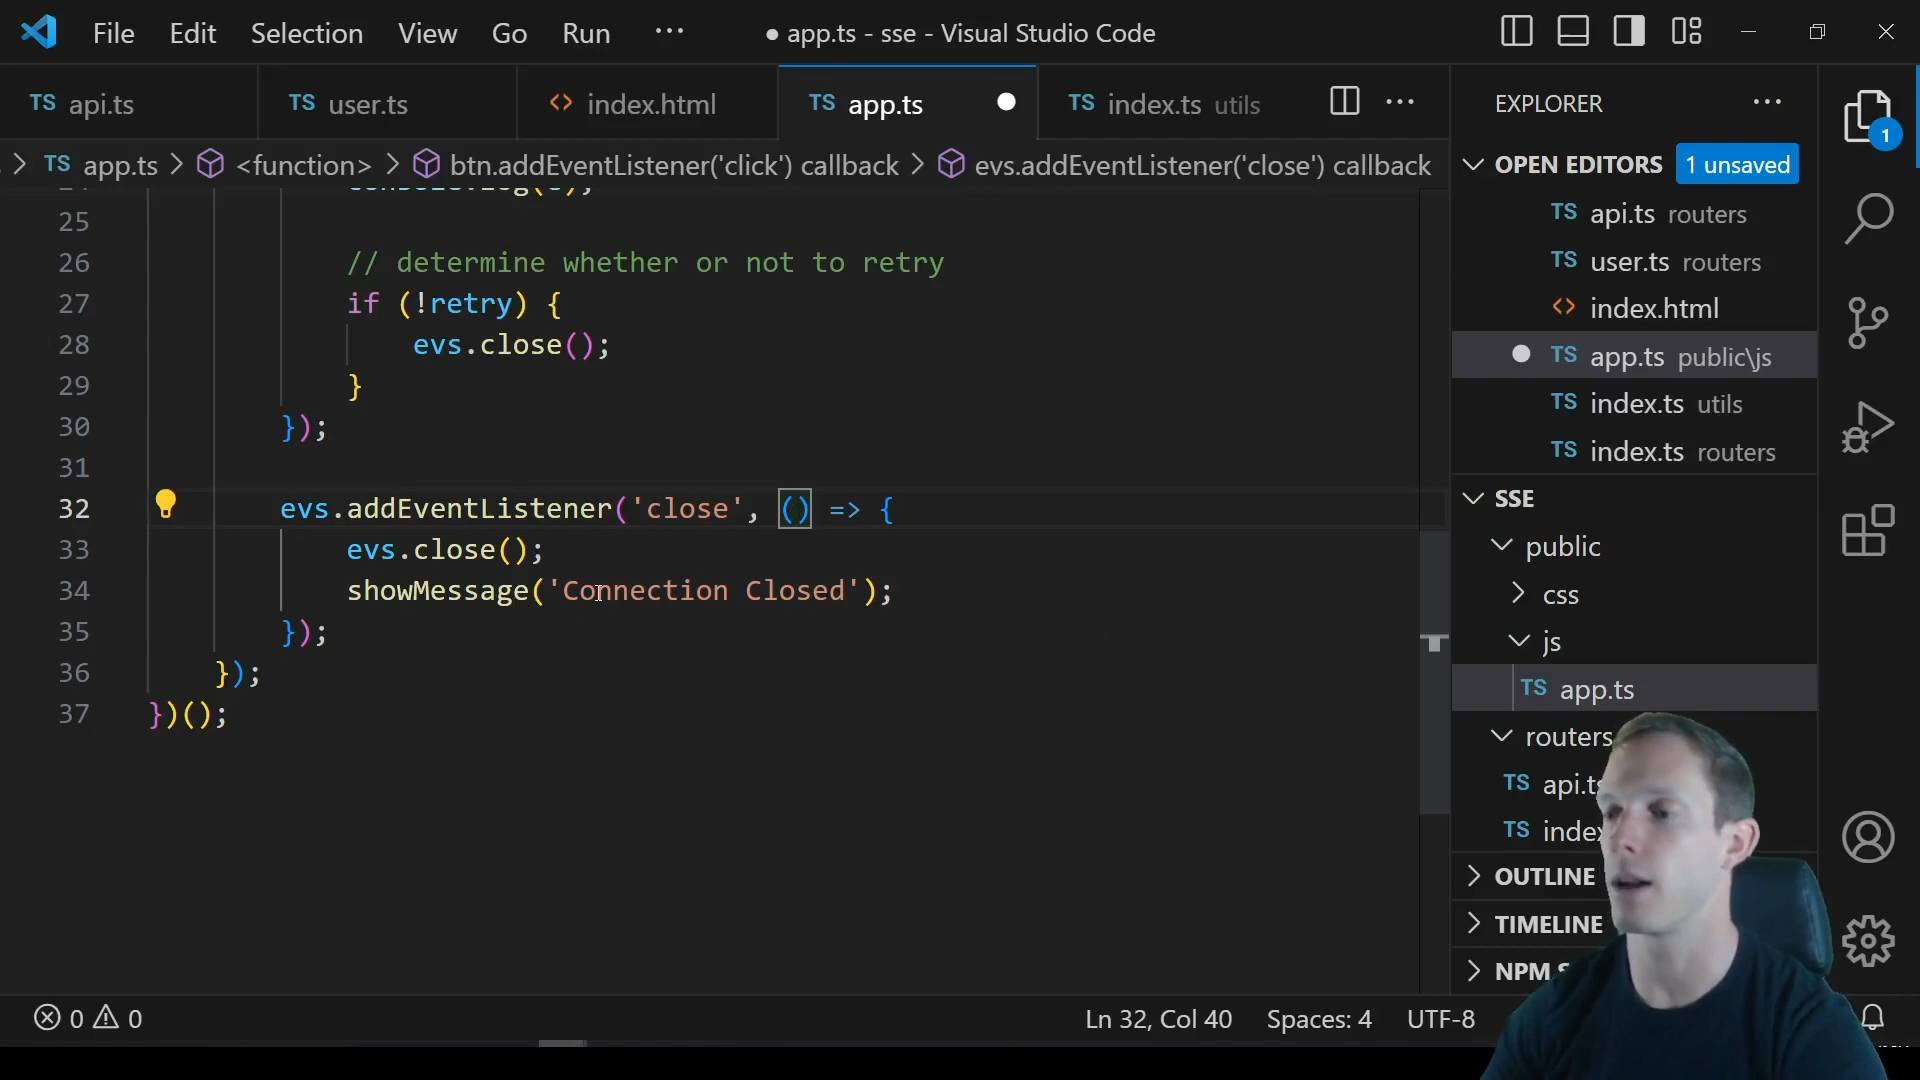 File Edit Selection View Go Run ··· ● app.ts - sse - Visual Studio Code
TS api.ts TS user.ts <> index.html TS app.ts ● TS index.ts utils ···
> TS app.ts > <function> > btn.addEventListener('click') callback > evs.addEventListener('close') callback
25
26 // determine whether or not to retry
27 if (!retry) {
28 evs.close();
29 }
30 });
31
32 evs.addEventListener('close', () => {
33 evs.close();
34 showMessage('Connection Closed');
35 });
36 });
37 })();
EXPLORER ···
1
OPEN EDITORS 1 unsaved
TS api.ts routers
TS user.ts routers
<> index.html
● TS app.ts public\js
TS index.ts utils
TS index.ts routers
SSE
public
css
js
TS app.ts
routers
TS api.ts
TS
OUTLINE
TIMELINE
NPM
0 0 Ln 32, Col 40 Spaces: 4 UTF-8